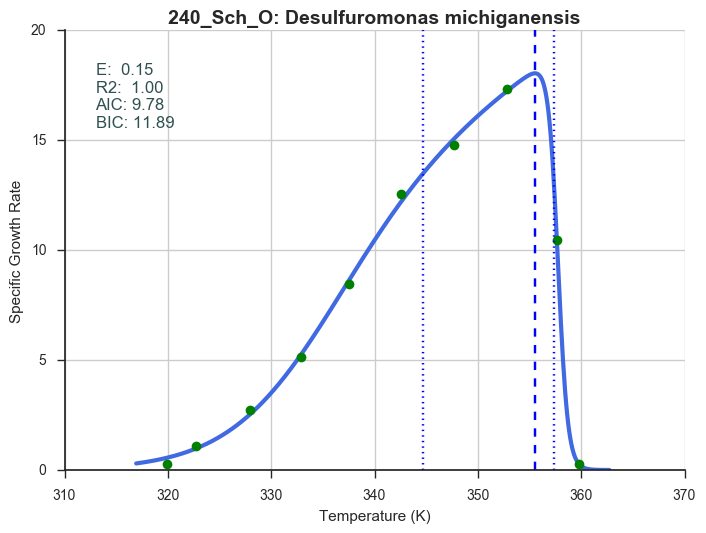 240_Sch_O: Desulfuromonas michiganensis
E:  0.15
R2:  1.00
AIC: 9.78
BIC: 11.89
Specific Growth Rate
20
15
10
5
0
310 320 330 340 350 360 370
Temperature (K)